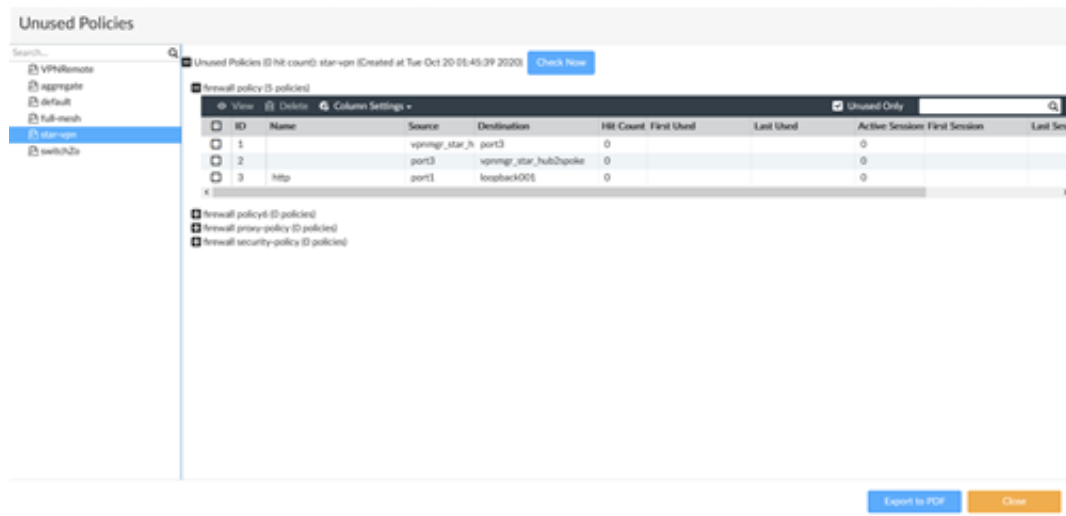 Unused Policies
Search...
VPNRemote
aggregate
default
full-mesh
star-vpn
switchZo
Unused Policies (0 hit count): star-vpn (Created at Tue Oct 20 01:45:39 2020) Check Now
firewall policy (5 policies)
View Delete Column Settings Unused Only
ID Name Source Destination Hit Count First Used Last Used Active Session First Session Last Ses
1 vpnmgr_star_h port3 0 0
2 port3 vpnmgr_star_hub2spoke 0 0
3 http port1 loopback001 0 0
firewall policy6 (0 policies)
firewall proxy-policy (0 policies)
firewall security-policy (0 policies)
Export to PDF Close